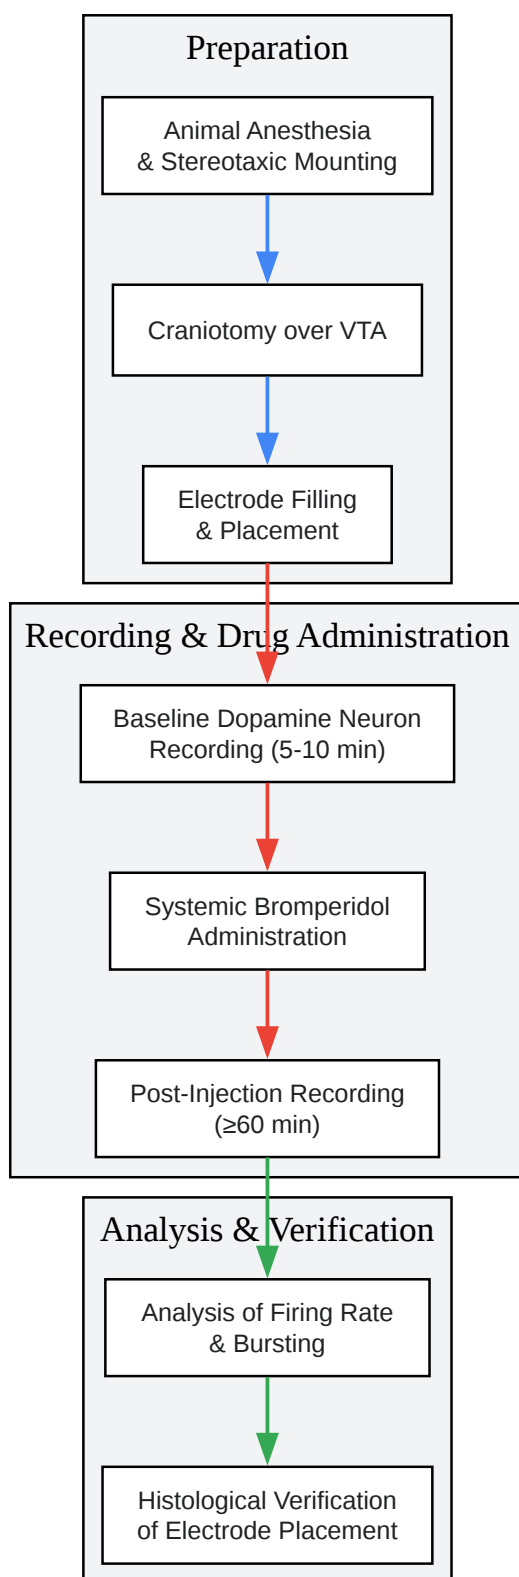 Preparation
Animal Anesthesia
& Stereotaxic Mounting
Craniotomy over VTA
Electrode Filling
& Placement
Recording & Drug Administration
Baseline Dopamine Neuron
Recording (5-10 min)
Systemic Bromperidol
Administration
Post-Injection Recording
(≥60 min)
Analysis & Verification
Analysis of Firing Rate
& Bursting
Histological Verification
of Electrode Placement